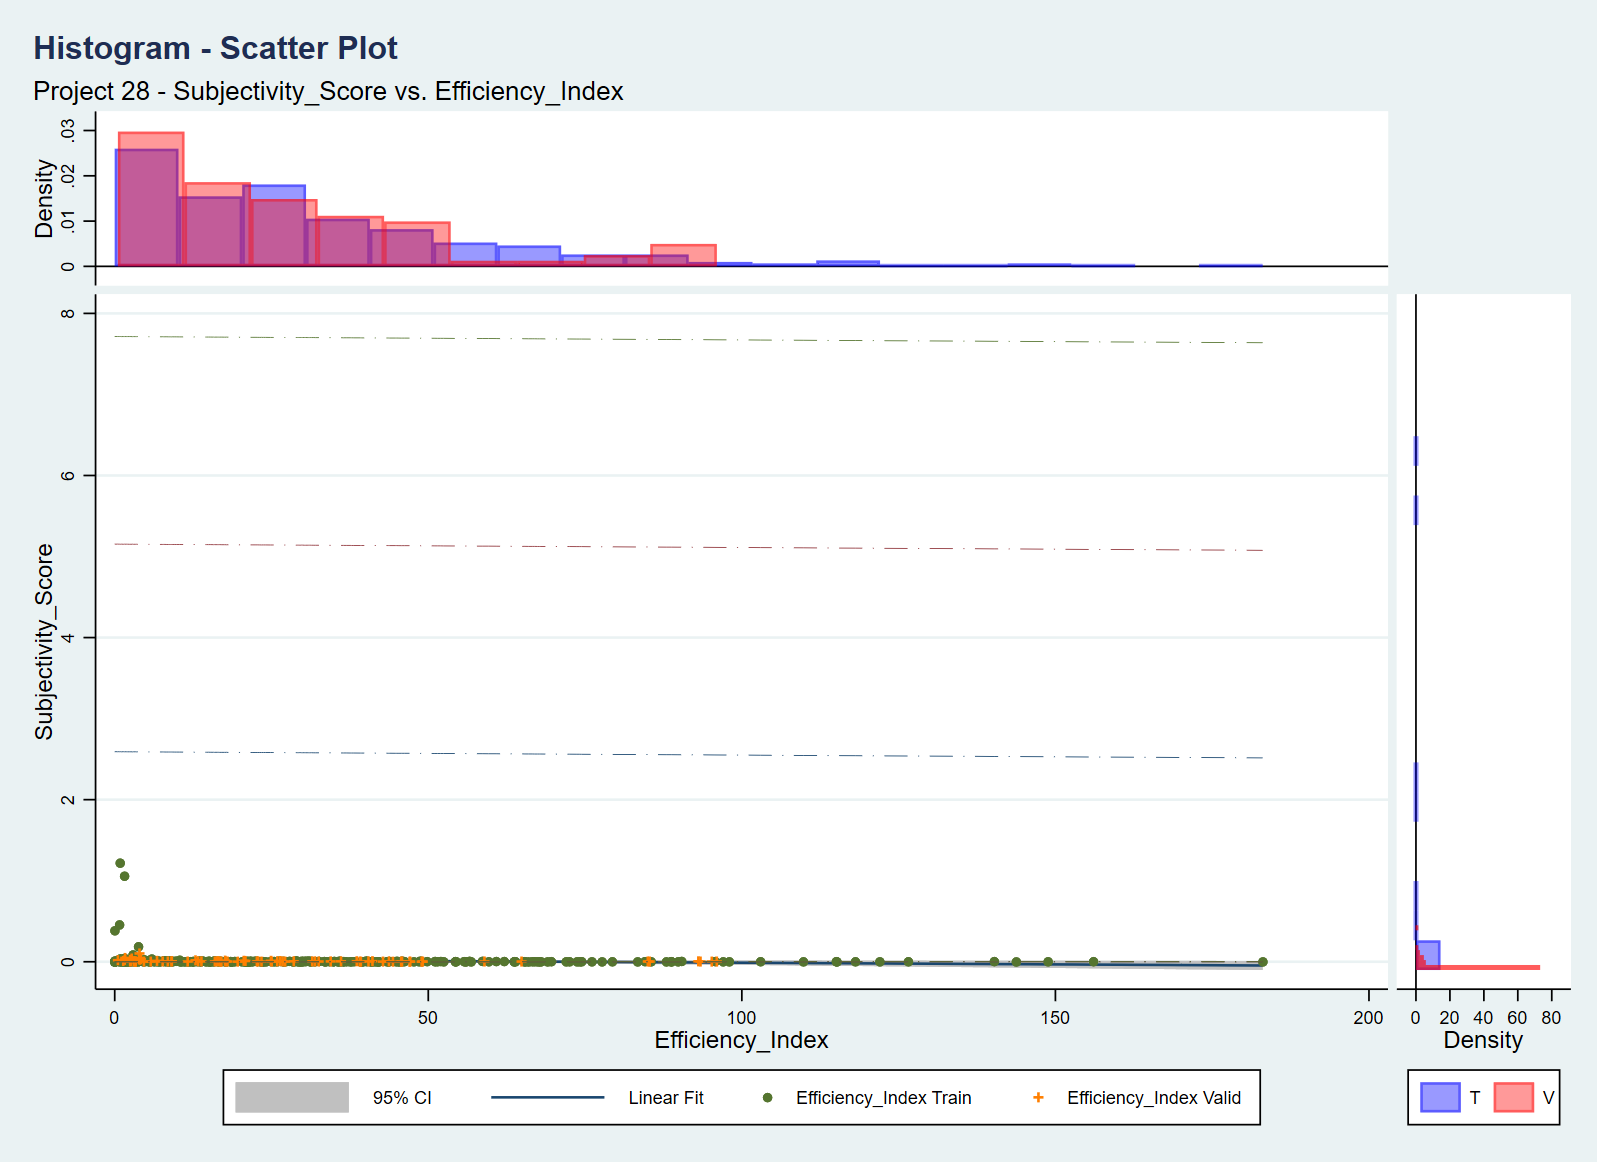 Histogram - Scatter Plot
Project 28 - Subjectivity_Score vs. Efficiency_Index
Density
.03
.02
.01
0
Subjectivity_Score
8
6
4
2
0
0 50 100 150 200
Efficiency_Index
0 20 40 60 80
Density
95% CI Linear Fit Efficiency_Index Train Efficiency_Index Valid
T V